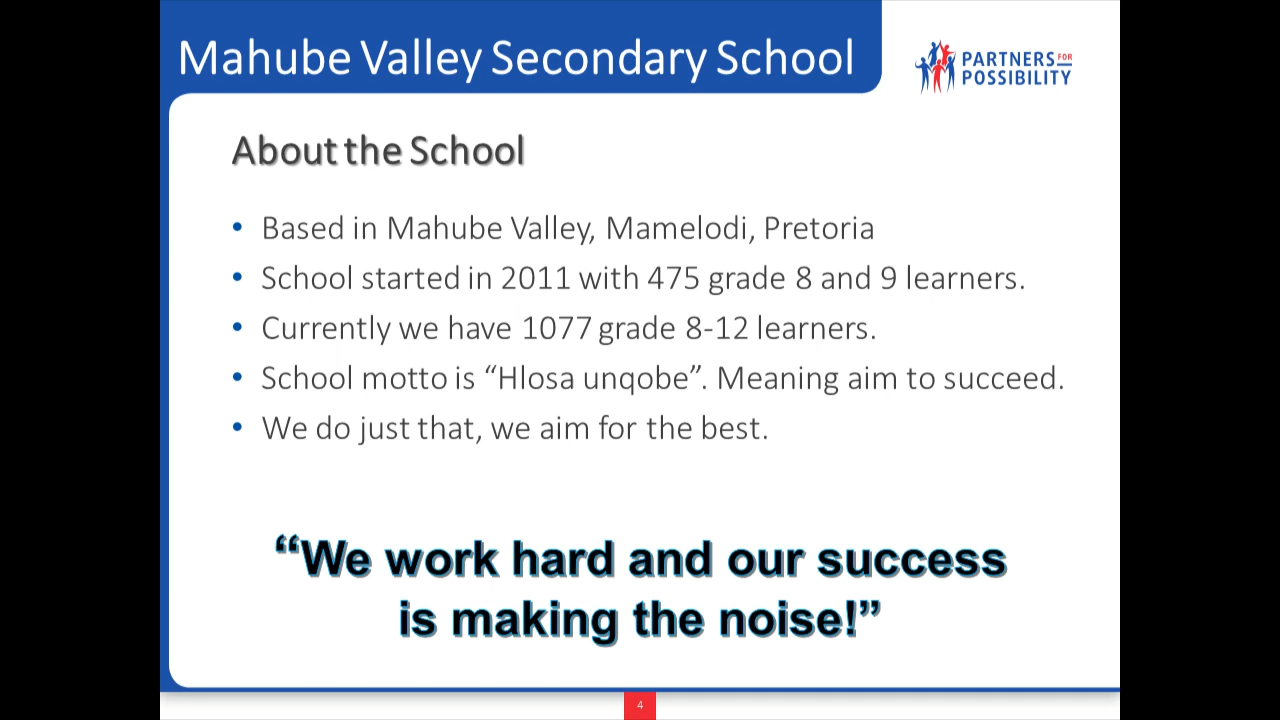 Mahube Valley Secondary School
PARTNERS FOR
POSSIBILITY
About the School
• Based in Mahube Valley, Mamelodi, Pretoria
• School started in 2011 with 475 grade 8 and 9 learners.
• Currently we have 1077 grade 8-12 learners.
• School motto is “Hlosa unqobe”. Meaning aim to succeed.
• We do just that, we aim for the best.
“We work hard and our success
is making the noise!”
4